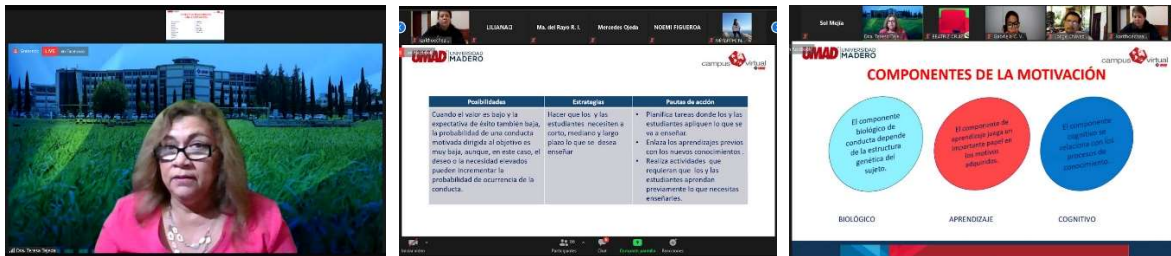 LIVE
Dra. Teresa Tejeda
LILIANA
Ma. del Rayo R. I.
Mercedes Ojeda
NOEMI FIGUEROA
UMAD UNIVERSIDAD MADERO
campus virtual
Posibilidades
Estrategias
Pautas de acción
Cuando el valor es bajo y la
expectativa de éxito también baja,
la probabilidad de una conducta
motivada dirigida al objetivo es
muy baja, aunque, en este caso, el
deseo o la necesidad elevados
pueden incrementar la
probabilidad de ocurrencia de la
conducta.
Hacer que los y las
estudiantes necesiten a
corto, mediano y largo
plazo lo que se desea
enseñar
• Planifica tareas donde los y las
estudiantes apliquen lo que se
va a enseñar.
• Enlaza los aprendizajes previos
con los nuevos conocimientos .
• Realiza actividades que
requieran que los y las
estudiantes aprendan
previamente lo que necesitas
enseñarles.
Participantes
Chat
Compartir pantalla
Reacciones
Sol Mejía
UMAD UNIVERSIDAD MADERO
campus virtual
COMPONENTES DE LA MOTIVACIÓN
El componente
biológico de
conducta depende
de la estructura
genética del
sujeto.
El componente de
aprendizaje juega un
importante papel en
los motivos
adquiridos.
El componente
cognitivo se
relaciona con los
procesos de
conocimiento.
BIOLÓGICO
APRENDIZAJE
COGNITIVO